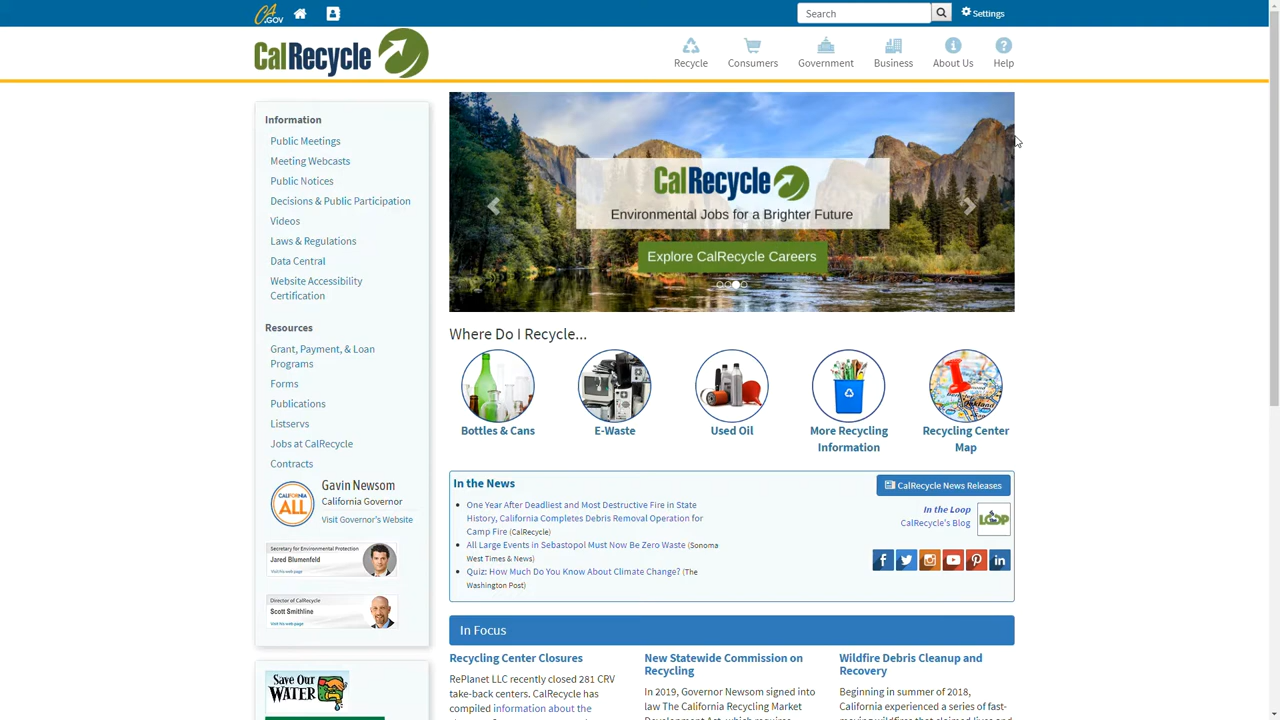 CA.GOV
Search
Settings
CalRecycle
Recycle
Consumers
Government
Business
About Us
Help
Information
Public Meetings
Meeting Webcasts
Public Notices
Decisions & Public Participation
Videos
Laws & Regulations
Data Central
Website Accessibility
Certification
Resources
Grant, Payment, & Loan
Programs
Forms
Publications
Listservs
Jobs at CalRecycle
Contracts
CALIFORNIA
ALL
Gavin Newsom
California Governor
Visit Governor's Website
Secretary for Environmental Protection
Jared Blumenfeld
Director of CalRecycle
Scott Smithline
SAVE OUR
WATER
CalRecycle
Environmental Jobs for a Brighter Future
Explore CalRecycle Careers
Where Do I Recycle...
Bottles & Cans
E-Waste
Used Oil
More Recycling
Information
Recycling Center
Map
Oakland
In the News
One Year After Deadliest and Most Destructive Fire in State
History, California Completes Debris Removal Operation for
Camp Fire (CalRecycle)
All Large Events in Sebastopol Must Now Be Zero Waste (Sonoma
West Times & News)
Quiz: How Much Do You Know About Climate Change? (The
Washington Post)
CalRecycle News Releases
In the Loop
CalRecycle's Blog
LOOP
In Focus
Recycling Center Closures
RePlanet LLC recently closed 281 CRV
take-back centers. CalRecycle has
compiled information about the
New Statewide Commission on
Recycling
In 2019, Governor Newsom signed into
law The California Recycling Market
Development Act, which requires
Wildfire Debris Cleanup and
Recovery
Beginning in summer of 2018,
California experienced a series of fast-
moving wildfires that claimed lives and